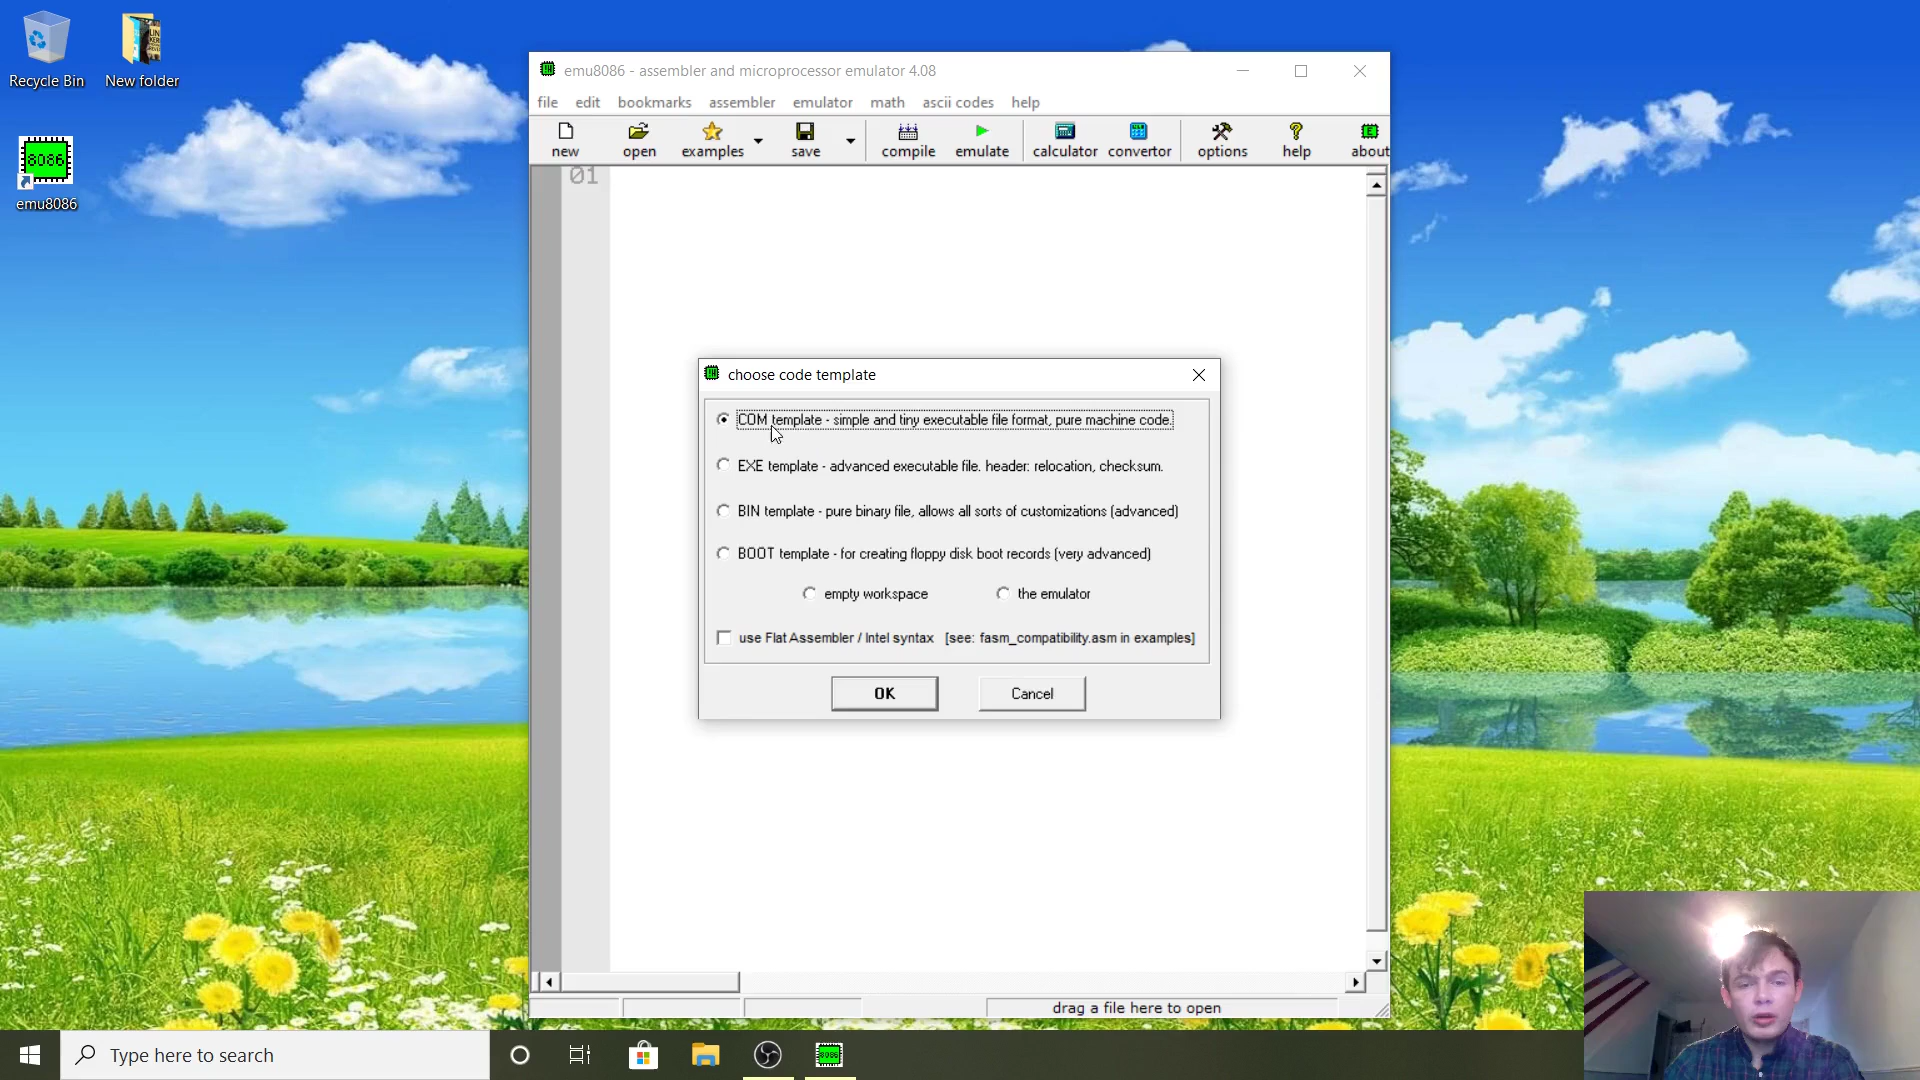 Recycle Bin
New folder
8086
emu8086
emu8086 - assembler and microprocessor emulator 4.08
file edit bookmarks assembler emulator math ascii codes help
new open examples save compile emulate calculator convertor options help about
01
choose code template
COM template - simple and tiny executable file format, pure machine code.
EXE template - advanced executable file. header: relocation, checksum.
BIN template - pure binary file, allows all sorts of customizations (advanced)
BOOT template - for creating floppy disk boot records (very advanced)
empty workspace the emulator
use Flat Assembler / Intel syntax [see: fasm_compatibility.asm in examples]
OK Cancel
drag a file here to open
Type here to search
8086